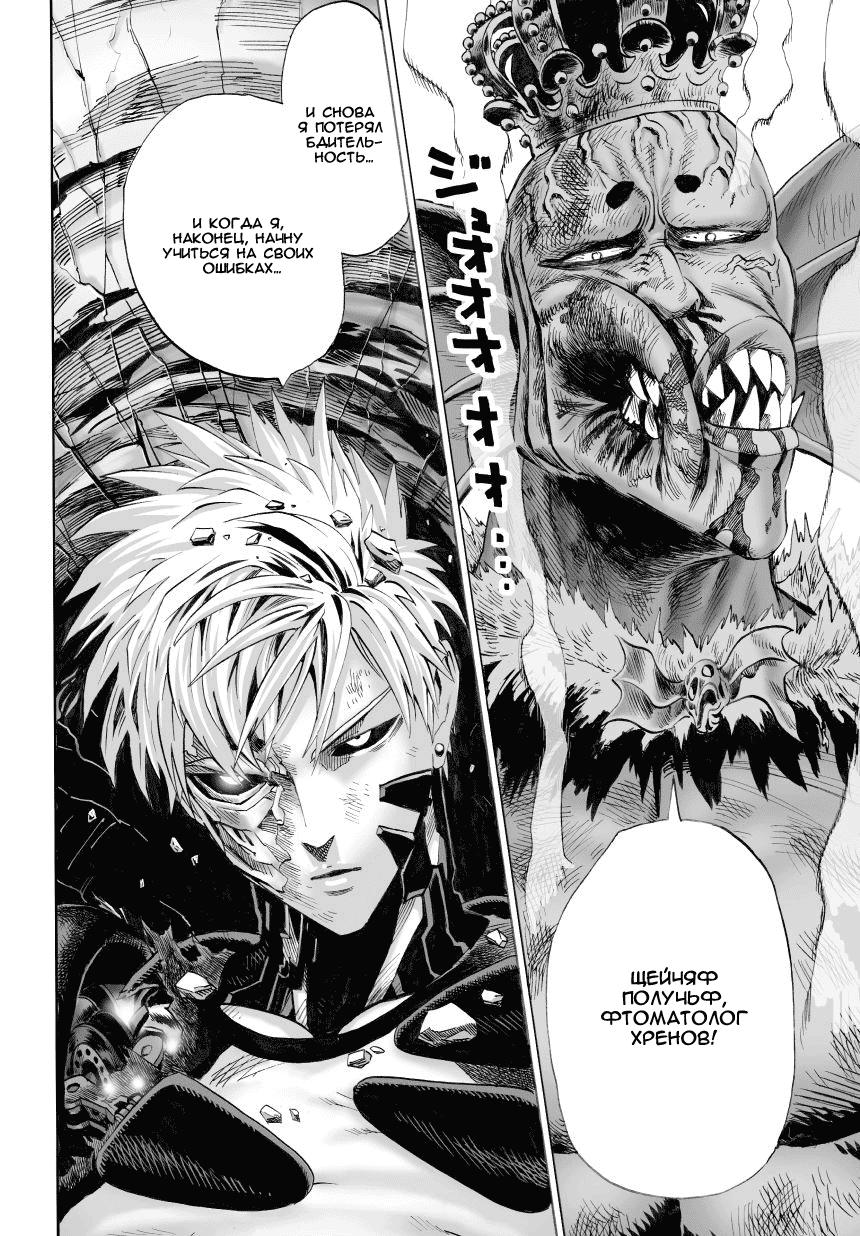 ジュオオオオオオ...
ЩЕЙЧЯФ
ПОЛУЧЬФ,
ФТОМАТОЛОГ
ХРЕНОВ!
И СНОВА
Я ПОТЕРЯЛ
БДИТЕЛЬ-
НОСТЬ...
И КОГДА Я,
НАКОНЕЦ, НАЧНУ
УЧИТЬСЯ НА СВОИХ
ОШИБКАХ...